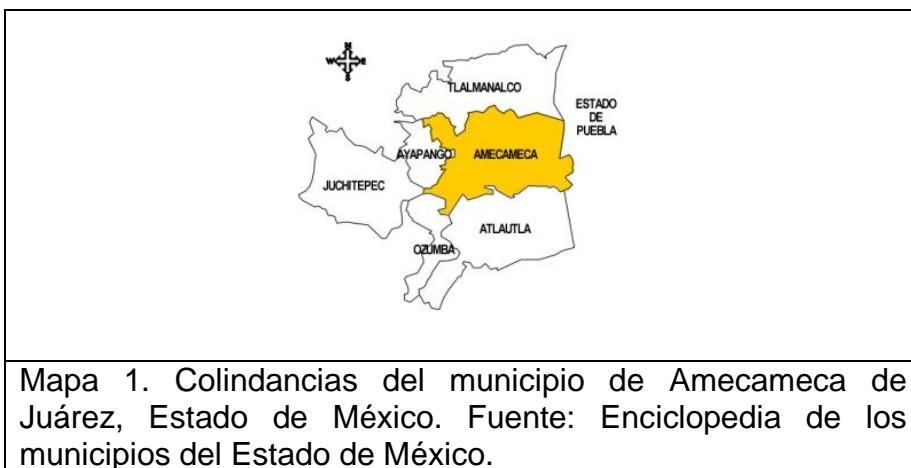 N
W E
S
TLALMANALCO
ESTADO
DE
PUEBLA
AYAPANGO
AMECAMECA
JUCHITEPEC
ATLAUTLA
OZUMBA
Mapa 1. Colindancias del municipio de Amecameca de
Juárez, Estado de México. Fuente: Enciclopedia de los
municipios del Estado de México.